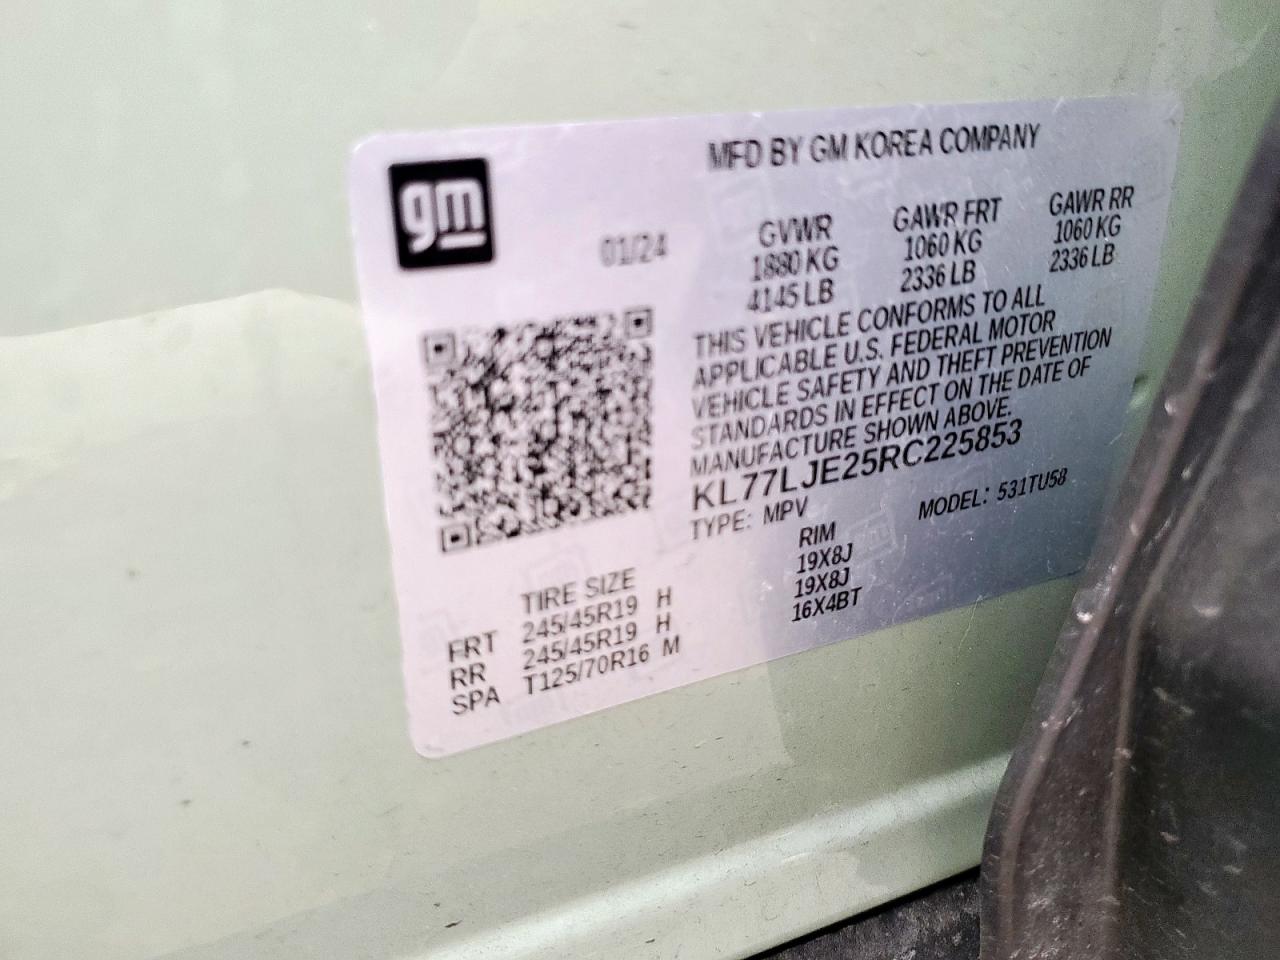 gm
MFD BY GM KOREA COMPANY
01/24
GVWR GAWR FRT GAWR RR
1880 KG 1060 KG 1060 KG
4145 LB 2336 LB 2336 LB
THIS VEHICLE CONFORMS TO ALL
APPLICABLE U.S. FEDERAL MOTOR
VEHICLE SAFETY AND THEFT PREVENTION
STANDARDS IN EFFECT ON THE DATE OF
MANUFACTURE SHOWN ABOVE.
KL77LJE25RC225853
TYPE: MPV MODEL: 531TU58
TIRE SIZE RIM
FRT 245/45R19 H 19X8J
RR 245/45R19 H 19X8J
SPA T125/70R16 M 16X4BT